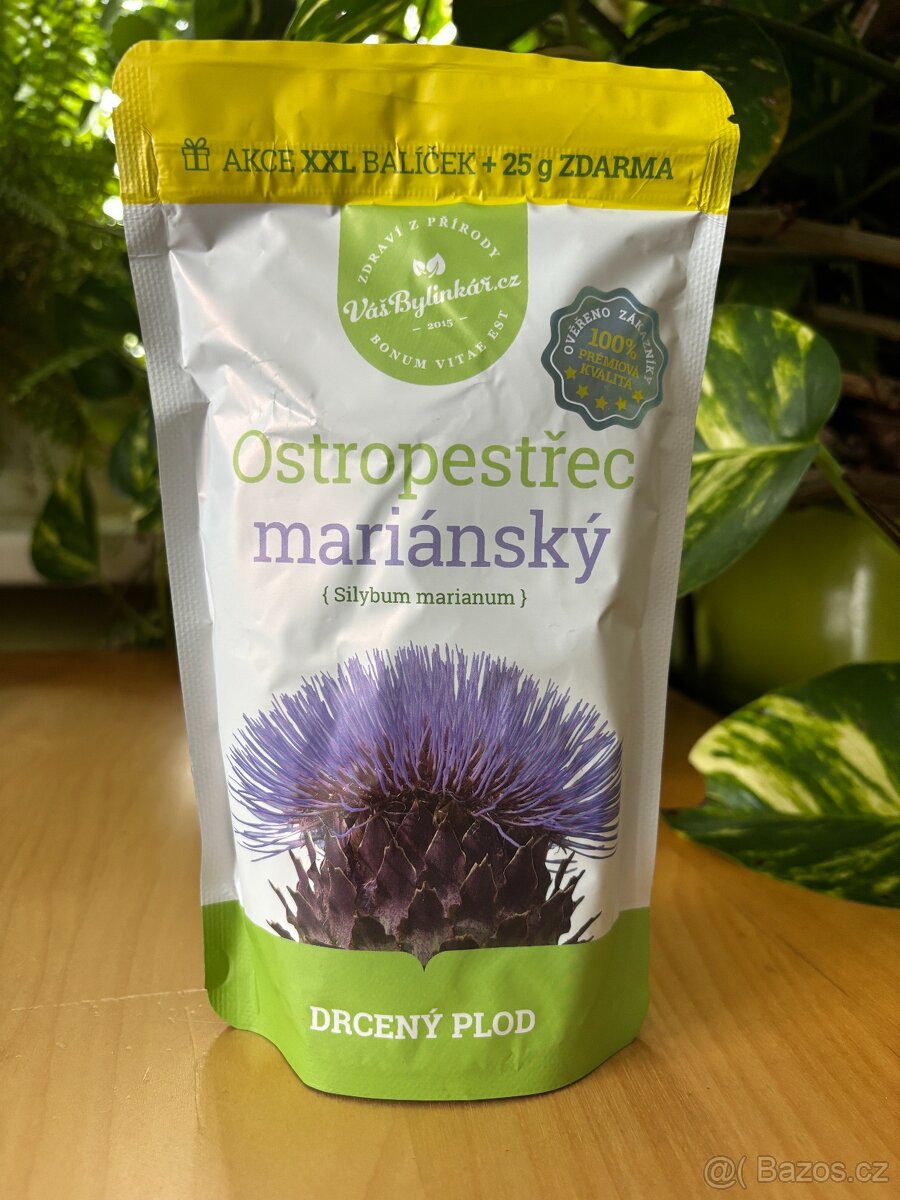 AKCE XXL BALÍČEK + 25 g ZDARMA
ZDRAVÍ Z PŘÍRODY
VášBylinkář.cz
- 2015 -
BONUM VITAE EST
OVĚŘENO ZÁKAZNÍKY
100%
PRÉMIOVÁ
KVALITA
Ostropestřec
mariánský
{ Silybum marianum }
DRCENÝ PLOD
@( Bazos.cz